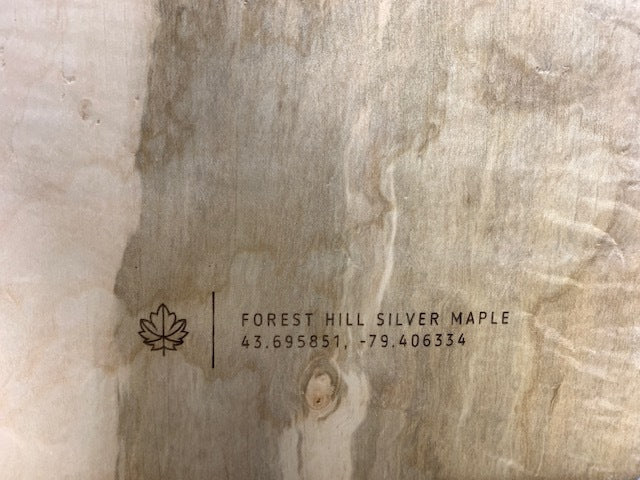 FOREST HILL SILVER MAPLE
43.695851, -79.406334